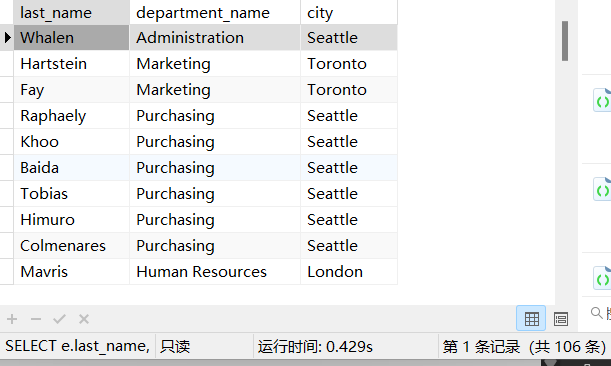 last_name department_name city
Whalen Administration Seattle
Hartstein Marketing Toronto
Fay Marketing Toronto
Raphaely Purchasing Seattle
Khoo Purchasing Seattle
Baida Purchasing Seattle
Tobias Purchasing Seattle
Himuro Purchasing Seattle
Colmenares Purchasing Seattle
Mavris Human Resources London
SELECT e.last_name, 只读 运行时间: 0.429s 第 1 条记录 (共 106 条)